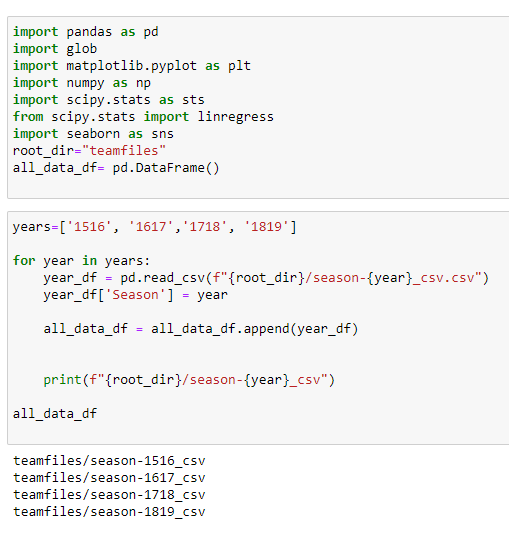 import pandas as pd
import glob
import matplotlib.pyplot as plt
import numpy as np
import scipy.stats as sts
from scipy.stats import linregress
import seaborn as sns
root_dir="teamfiles"
all_data_df= pd.DataFrame()
years=['1516', '1617','1718', '1819']
for year in years:
    year_df = pd.read_csv(f"{root_dir}/season-{year}_csv.csv")
    year_df['Season'] = year
    all_data_df = all_data_df.append(year_df)
    print(f"{root_dir}/season-{year}_csv")
all_data_df
teamfiles/season-1516_csv
teamfiles/season-1617_csv
teamfiles/season-1718_csv
teamfiles/season-1819_csv